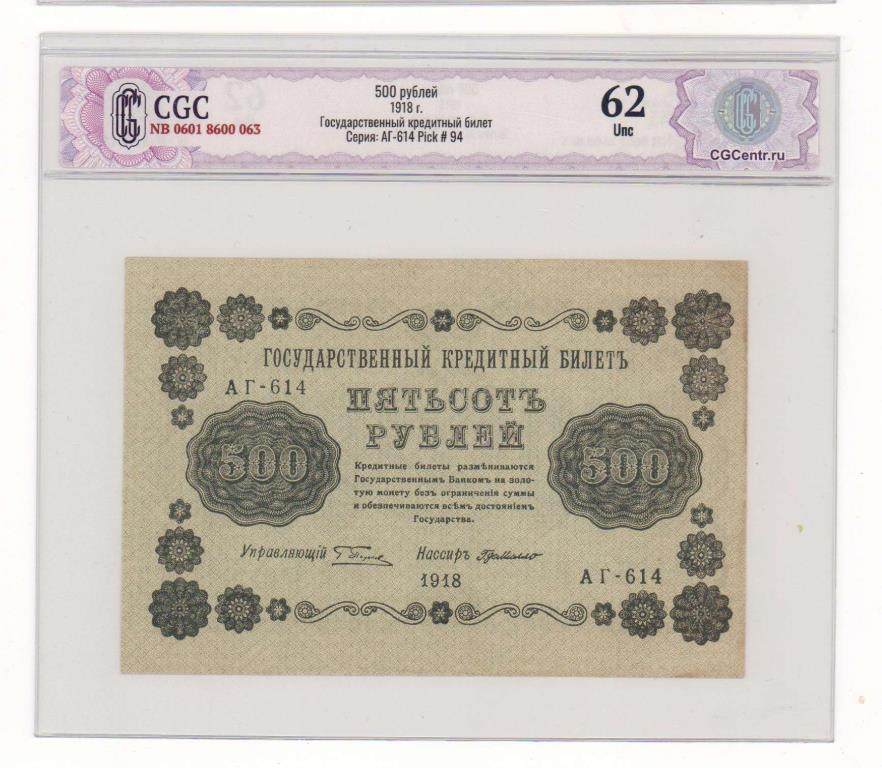 CGC
NB 0601 8600 063
500 рублей
1918 г.
Государственный кредитный билет
Серия: АГ-614 Pick # 94
62
Unc
CGCentr.ru
ГОСУДАРСТВЕННЫЙ КРЕДИТНЫЙ БИЛЕТЪ
АГ-614
ПЯТЬСОТЪ
РУБЛЕЙ
500
500
Кредитные билеты размѣниваются
Государственнымъ Банкомъ на золо-
тую монету безъ ограниченія суммы
и обезпечиваются всѣмъ достояніемъ
Государства.
Управляющій
Кассиръ
1918
АГ-614